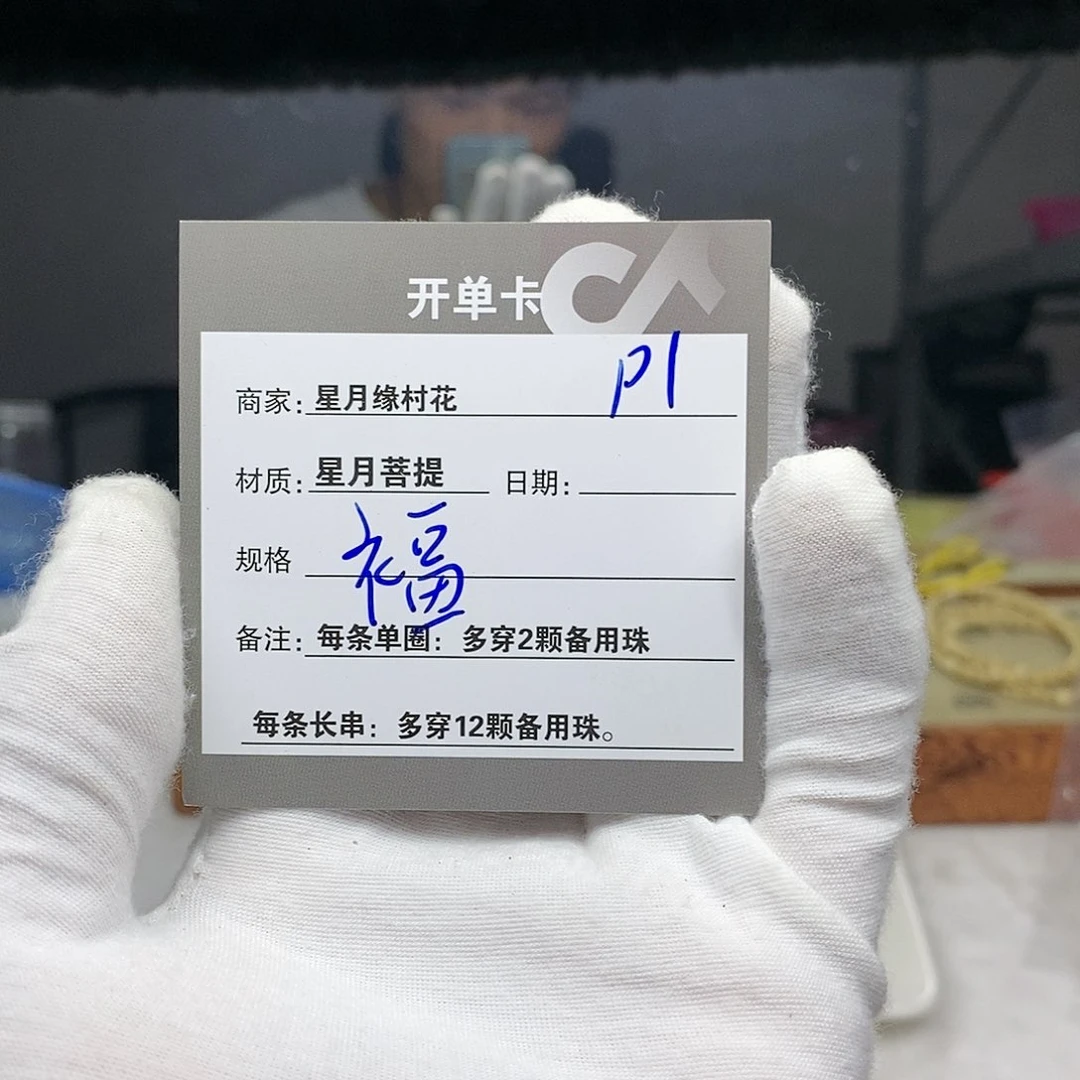 开单卡
P1
商家：星月缘村花
材质：星月菩提 日期：
规格 福
备注：每条单圈：多穿2颗备用珠
每条长串：多穿12颗备用珠。